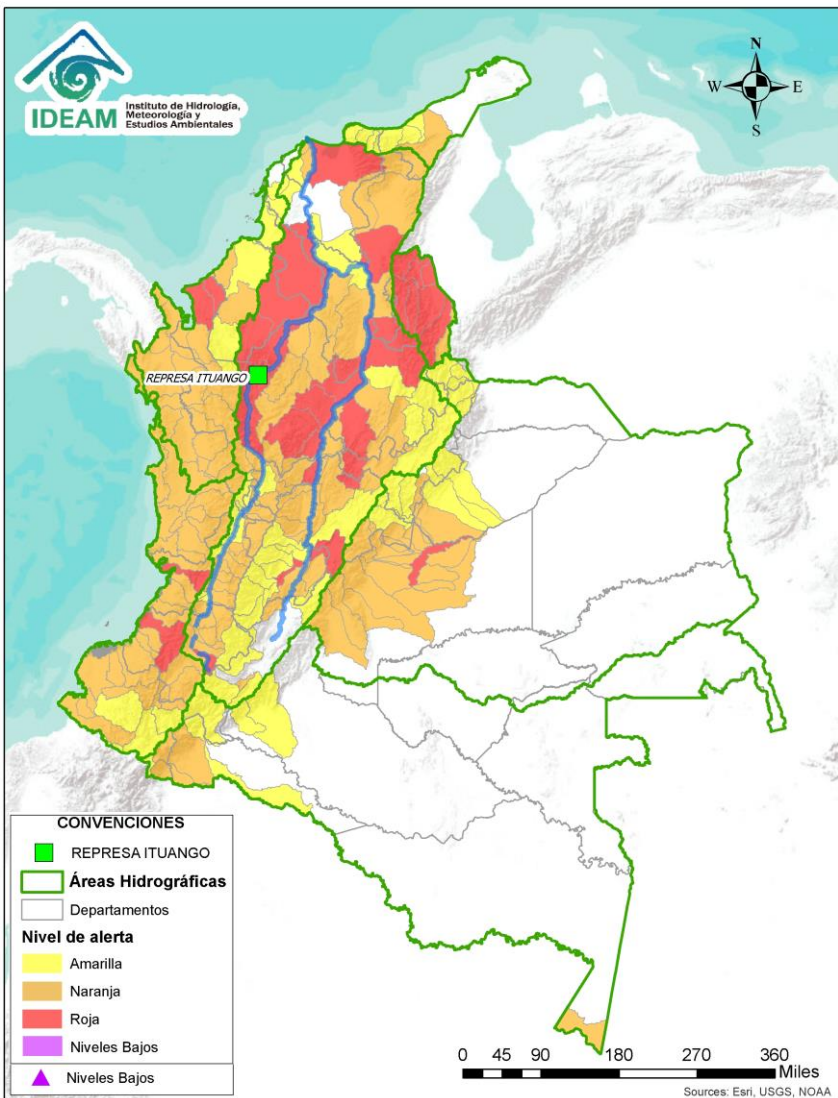 IDEAM
Instituto de Hidrología,
Meteorología y
Estudios Ambientales
N
W
E
S
REPRESA ITUANGO
CONVENCIONES
REPRESA ITUANGO
Áreas Hidrográficas
Departamentos
Nivel de alerta
Amarilla
Naranja
Roja
Niveles Bajos
Niveles Bajos
0 45 90 180 270 360
Miles
Sources: Esri, USGS, NOAA